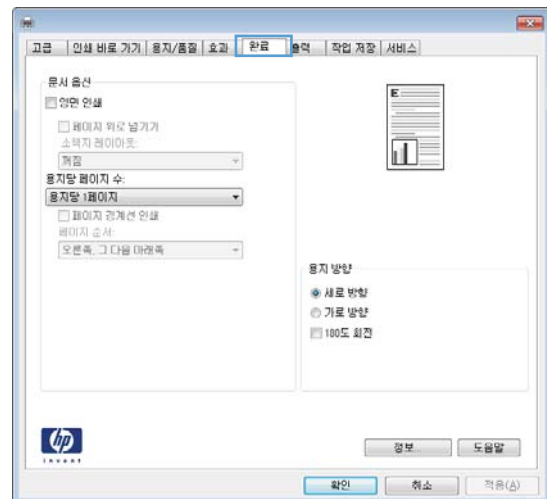 고급 인쇄 바로 가기 용지/품질 효과 완료 출력 작업 저장 서비스
문서 옵션
양면 인쇄
페이지 위로 넘기기
소책자 레이아웃:
꺼짐
용지당 페이지 수:
용지당 1페이지
페이지 경계선 인쇄
페이지 순서:
오른쪽, 그 다음 아래쪽
E
용지 방향
세로 방향
가로 방향
180도 회전
hp
invent
정보...
도움말
확인 취소 적용(A)